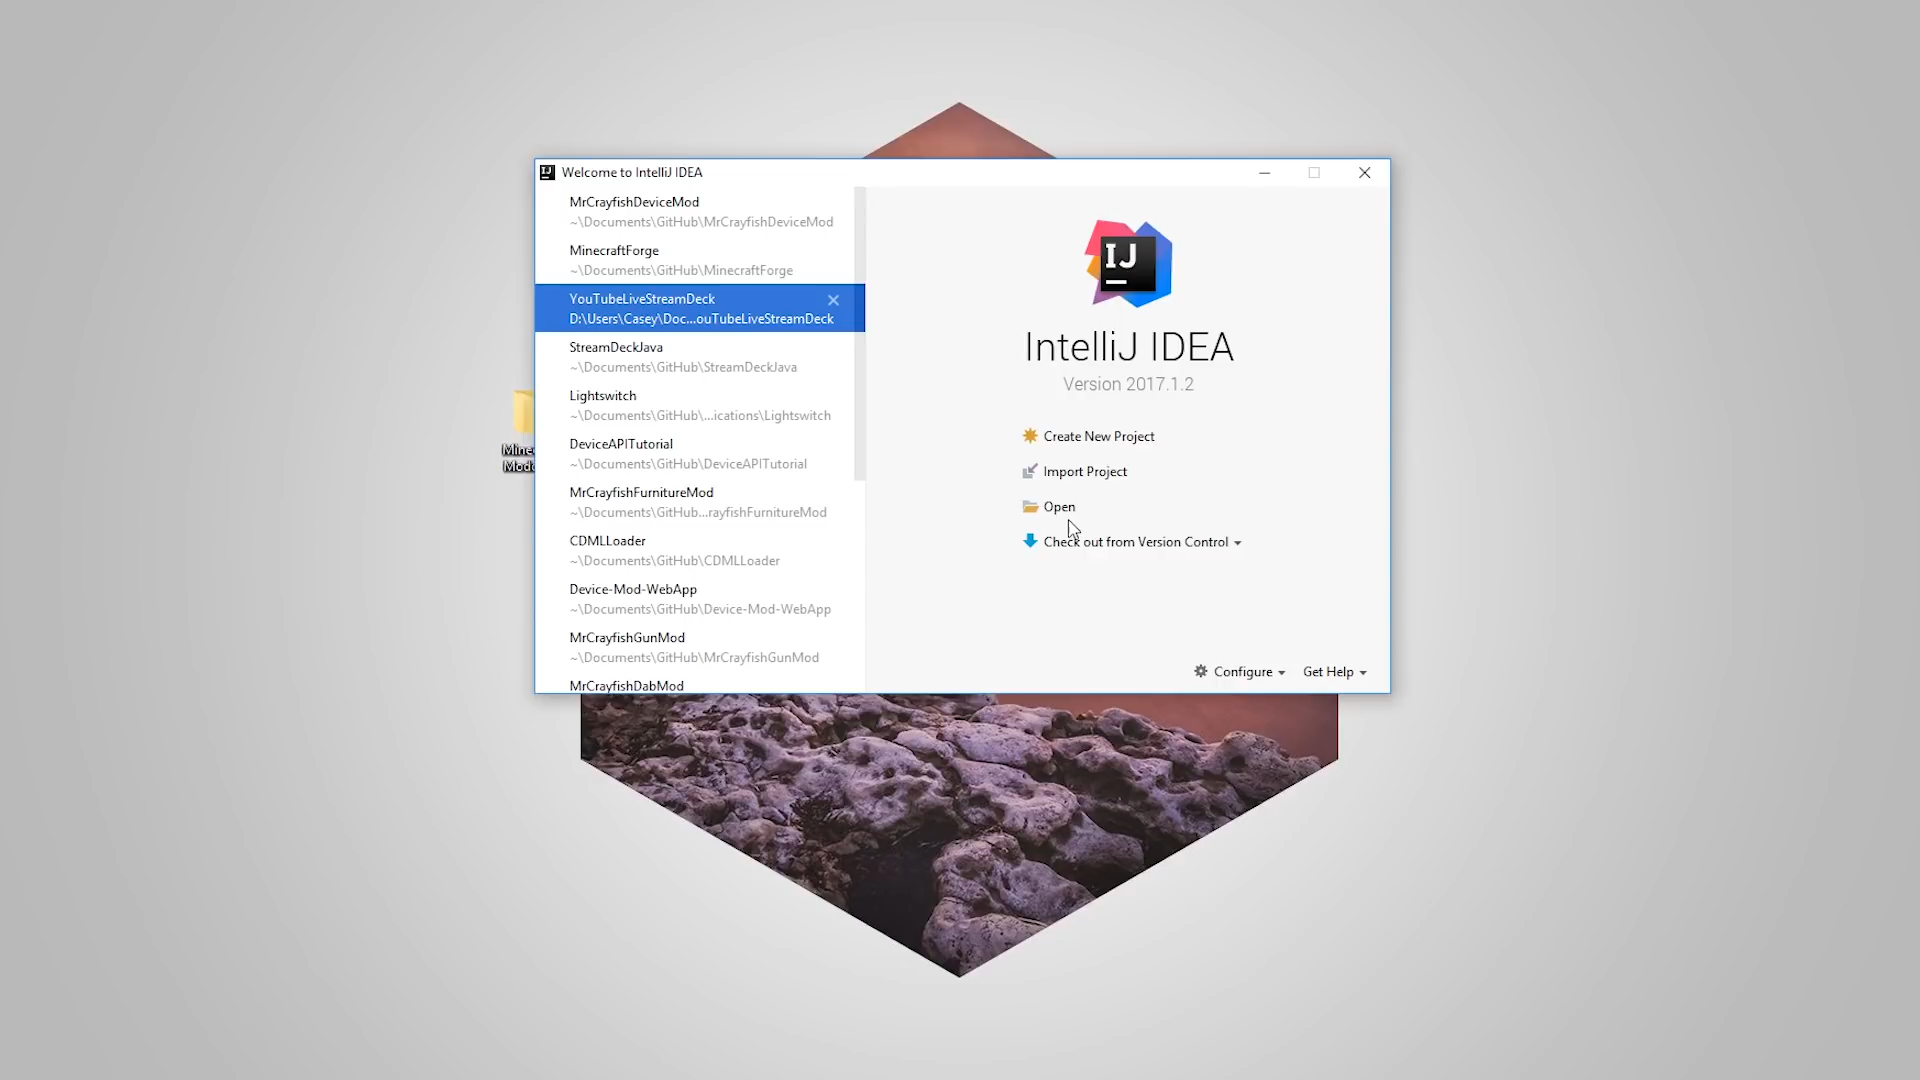 Welcome to IntelliJ IDEA
MrCrayfishDeviceMod
~\Documents\GitHub\MrCrayfishDeviceMod
MinecraftForge
~\Documents\GitHub\MinecraftForge
YouTubeLiveStreamDeck
D:\Users\Casey\Doc...ouTubeLiveStreamDeck
StreamDeckJava
~\Documents\GitHub\StreamDeckJava
Lightswitch
~\Documents\GitHub\...ications\Lightswitch
DeviceAPITutorial
~\Documents\GitHub\DeviceAPITutorial
MrCrayfishFurnitureMod
~\Documents\GitHub...rayfishFurnitureMod
CDMLLoader
~\Documents\GitHub\CDMLLoader
Device-Mod-WebApp
~\Documents\GitHub\Device-Mod-WebApp
MrCrayfishGunMod
~\Documents\GitHub\MrCrayfishGunMod
MrCrayfishDabMod
IJ
IntelliJ IDEA
Version 2017.1.2
Create New Project
Import Project
Open
Check out from Version Control
Configure
Get Help